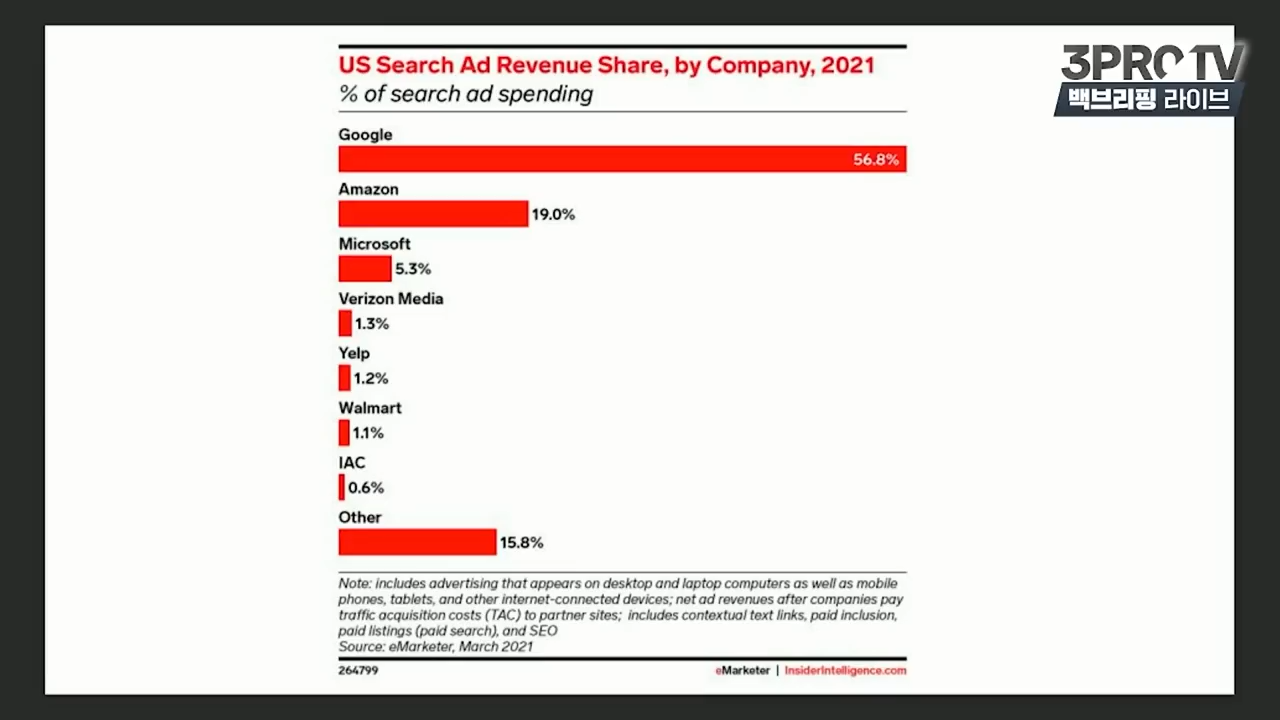 US Search Ad Revenue Share, by Company, 2021
% of search ad spending
Google
56.8%
Amazon
19.0%
Microsoft
5.3%
Verizon Media
1.3%
Yelp
1.2%
Walmart
1.1%
IAC
0.6%
Other
15.8%
Note: includes advertising that appears on desktop and laptop computers as well as mobile
phones, tablets, and other internet-connected devices; net ad revenues after companies pay
traffic acquisition costs (TAC) to partner sites; includes contextual text links, paid inclusion,
paid listings (paid search), and SEO
Source: eMarketer, March 2021
264799
eMarketer | InsiderIntelligence.com
3PRO TV
백브리핑 라이브